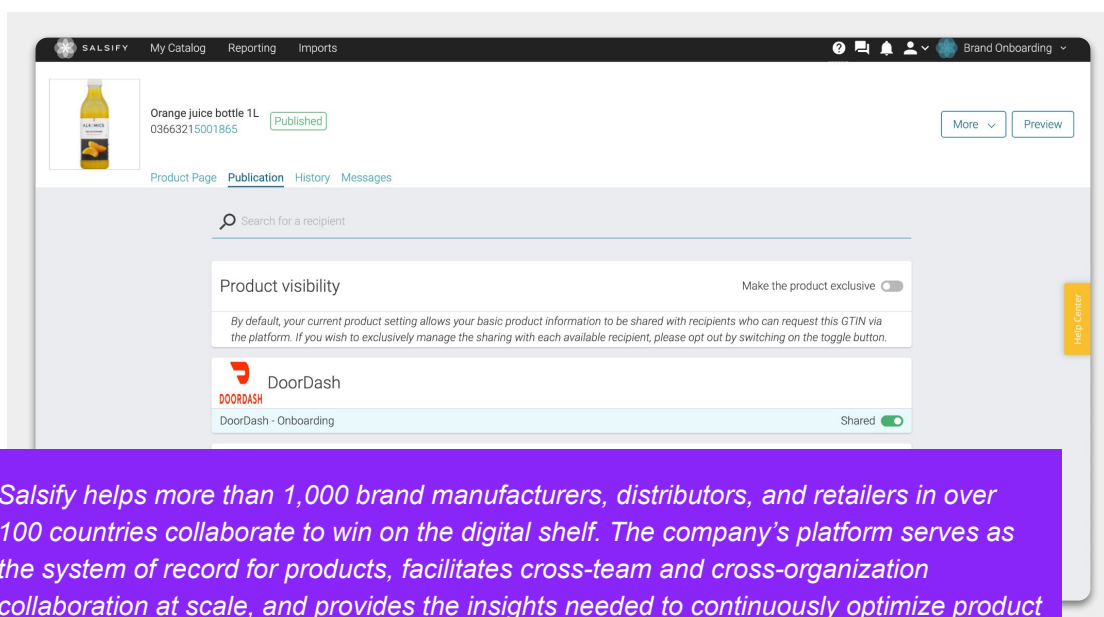 SALSIFY My Catalog Reporting Imports Brand Onboarding
Orange juice bottle 1L
03663215001865
Published
More Preview
Product Page Publication History Messages
Search for a recipient
Product visibility Make the product exclusive
By default, your current product setting allows your basic product information to be shared with recipients who can request this GTIN via
the platform. If you wish to exclusively manage the sharing with each available recipient, please opt out by switching on the toggle button.
Help Center
DOORDASH
DoorDash
DoorDash - Onboarding Shared
Salsify helps more than 1,000 brand manufacturers, distributors, and retailers in over
100 countries collaborate to win on the digital shelf. The company’s platform serves as
the system of record for products, facilitates cross-team and cross-organization
collaboration at scale, and provides the insights needed to continuously optimize product